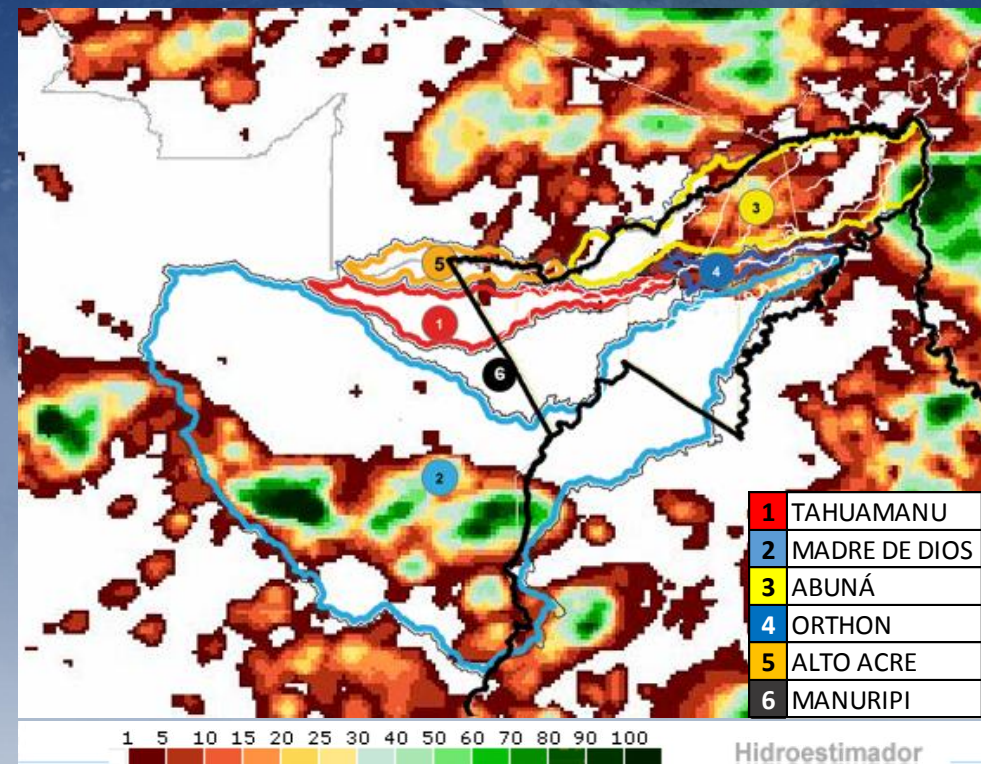 3
5
4
1
6
2
1 TAHUAMANU
2 MADRE DE DIOS
3 ABUNÁ
4 ORTHON
5 ALTO ACRE
6 MANURIPI
1 5 10 15 20 25 30 40 50 60 70 80 90 100
Hidroestimador